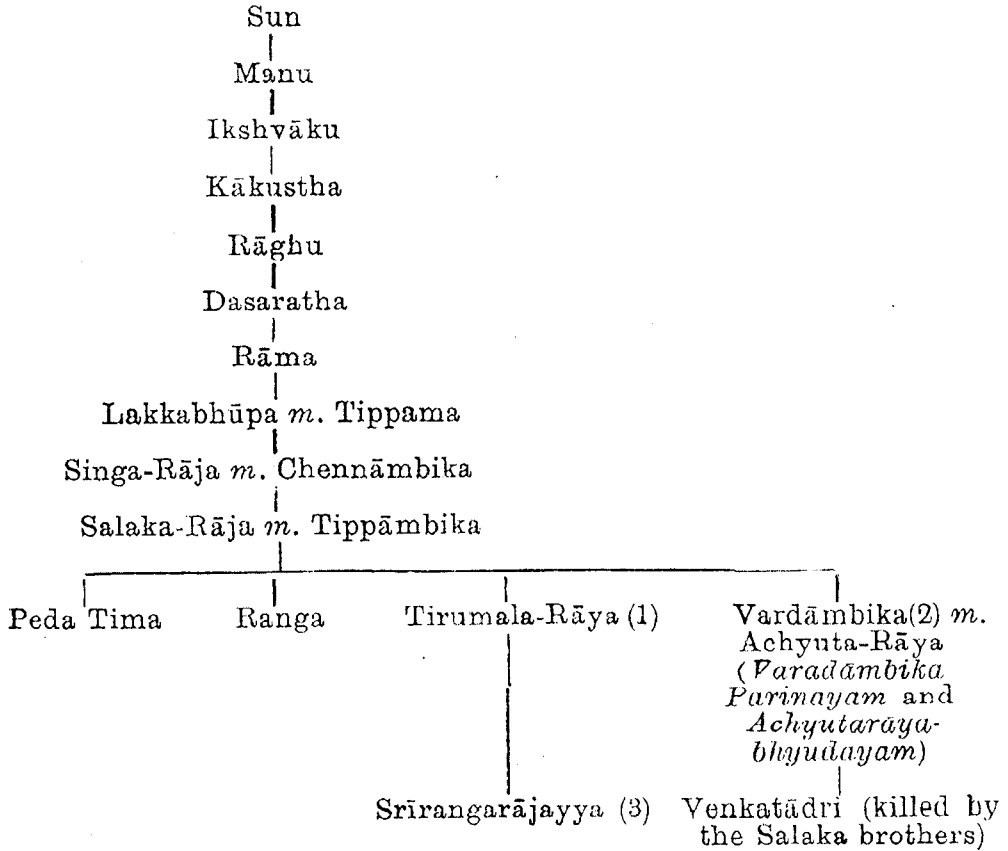 Sun
Manu
Ikshvāku
Kākustha
Rāghu
Dasaratha
Rāma
Lakkabhūpa m. Tippama
Singa-Rāja m. Chennāmbika
Salaka-Rāja m. Tippāmbika
Peda Tima Ranga Tirumala-Rāya (1) Vardāmbika(2) m.
Achyuta-Rāya
(Varadāmbika
Parinayam and
Achyutarāya-
bhyudayam)
Srīrangarājayya (3) Venkatādri (killed by
the Salaka brothers)